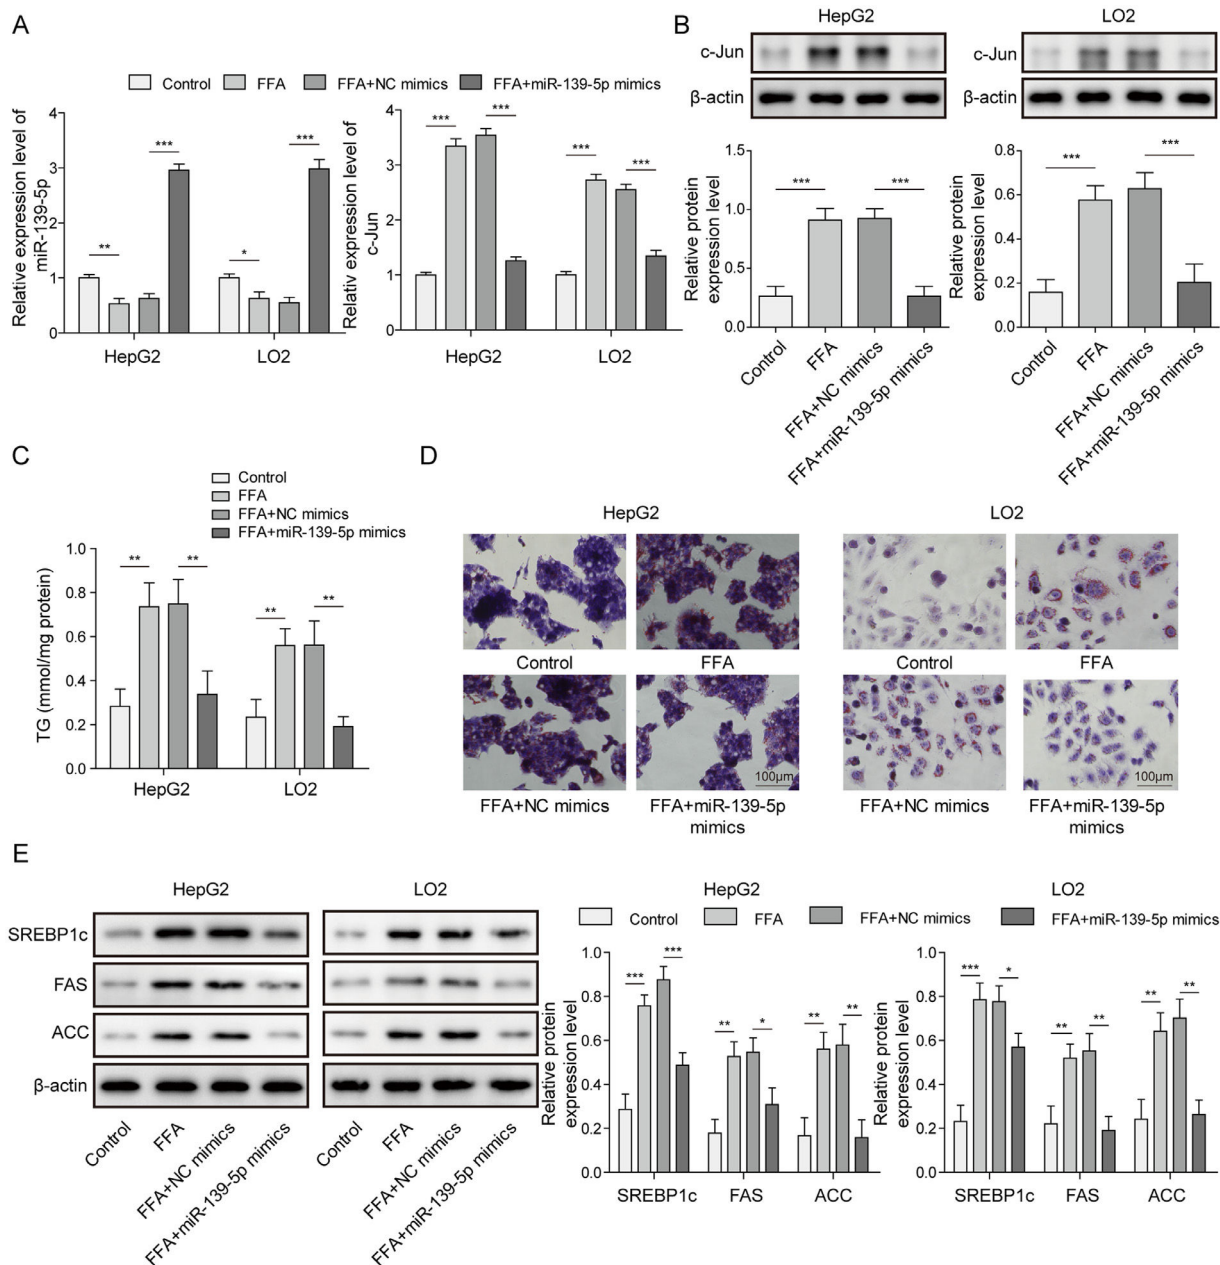 A
Control FFA FFA+NC mimics FFA+miR-139-5p mimics
Relative expression level of
miR-139-5p
4
3
2
1
0
** *** * ***
HepG2 LO2
Relative expression level of
c-Jun
4
3
2
1
0
*** *** *** ***
HepG2 LO2
B
HepG2 LO2
c-Jun c-Jun
β-actin β-actin
Relative protein
expression level
1.5
1.0
0.5
0.0
*** ***
Control
FFA
FFA+NC mimics
FFA+miR-139-5p mimics
Relative protein
expression level
0.8
0.6
0.4
0.2
0.0
*** ***
Control
FFA
FFA+NC mimics
FFA+miR-139-5p mimics
C
Control
FFA
FFA+NC mimics
FFA+miR-139-5p mimics
TG (mmol/mg protein)
1.0
0.8
0.6
0.4
0.2
0.0
** ** ** **
HepG2 LO2
D
HepG2 LO2
Control FFA Control FFA
100μm 100μm
FFA+NC mimics FFA+miR-139-5p
mimics
FFA+NC mimics FFA+miR-139-5p
mimics
E
HepG2 LO2
SREBP1c
FAS
ACC
β-actin
Control
FFA
FFA+NC mimics
FFA+miR-139-5p mimics
Control
FFA
FFA+NC mimics
FFA+miR-139-5p mimics
HepG2 LO2
Control FFA FFA+NC mimics FFA+miR-139-5p mimics
Relative protein
expression level
1.0
0.8
0.6
0.4
0.2
0.0
*** *** ** * ** **
SREBP1c FAS ACC
Relative protein
expression level
1.0
0.8
0.6
0.4
0.2
0.0
*** * ** ** ** **
SREBP1c FAS ACC